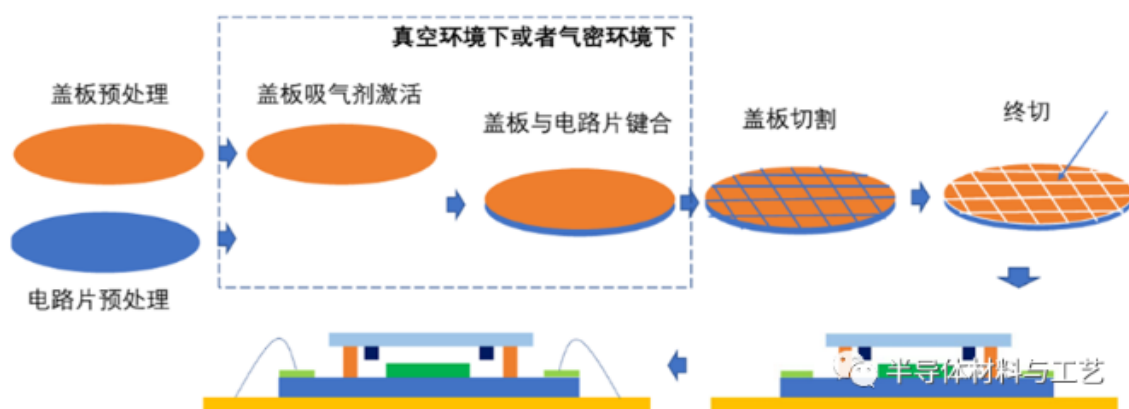 真空环境下或者气密环境下
盖板预处理
盖板吸气剂激活
盖板与电路片键合
盖板切割
终切
电路片预处理
半导体材料与工艺